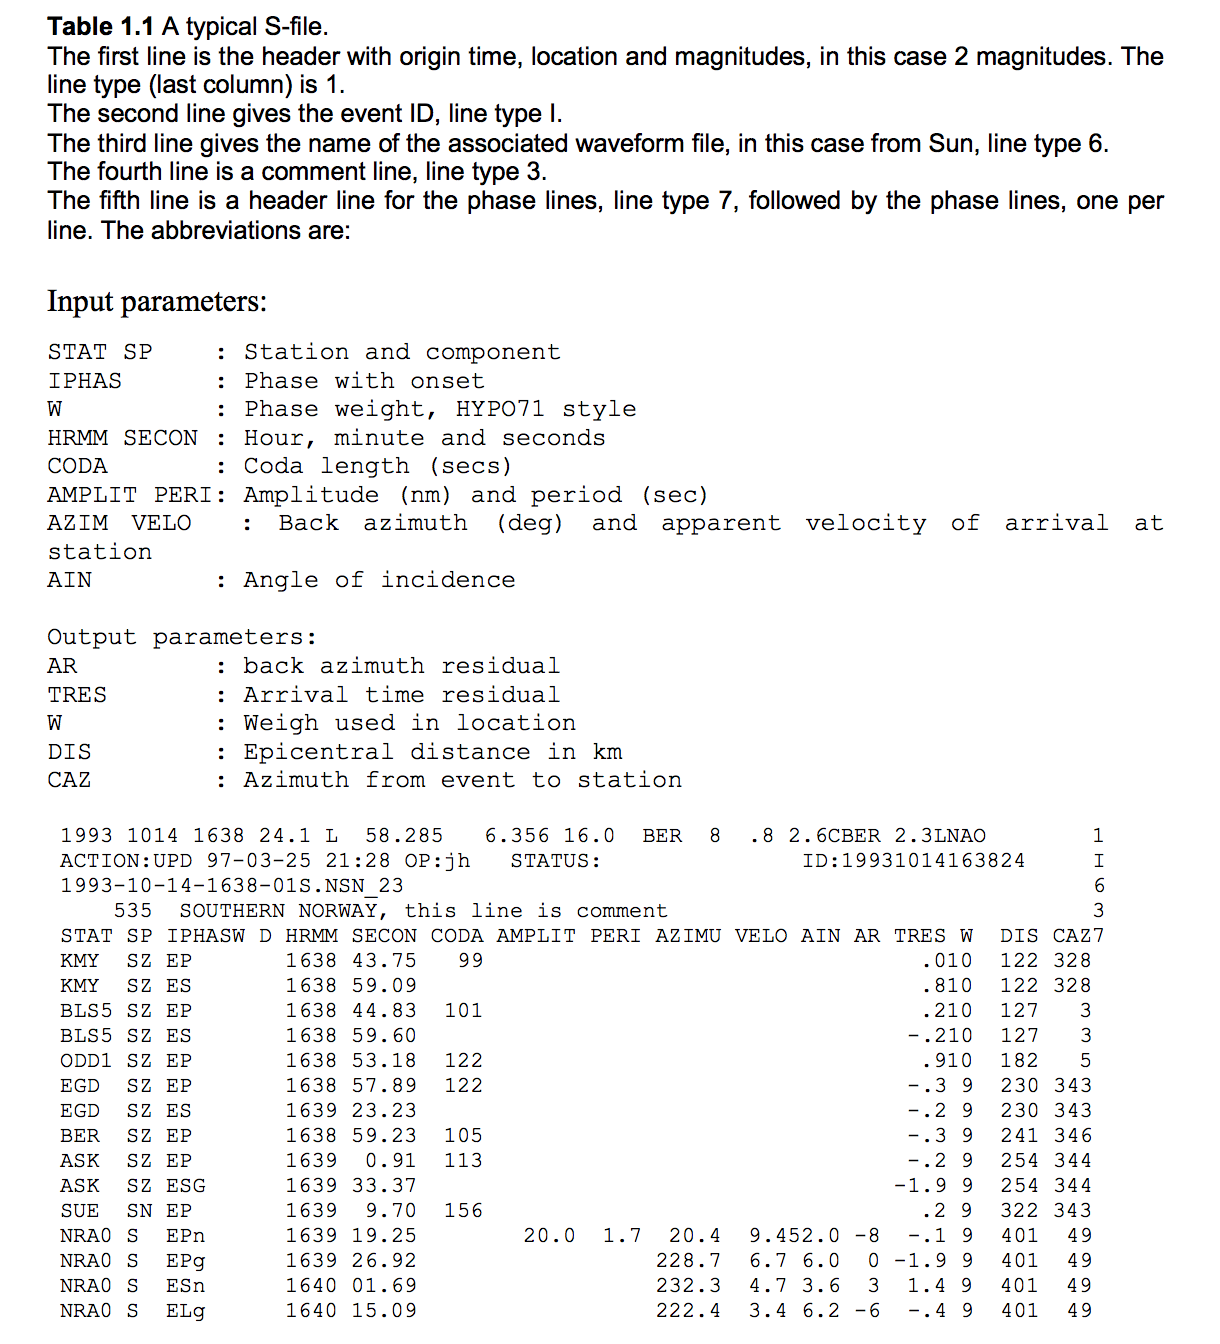 Table 1.1 A typical S-file.
The first line is the header with origin time, location and magnitudes, in this case 2 magnitudes. The
line type (last column) is 1.
The second line gives the event ID, line type I.
The third line gives the name of the associated waveform file, in this case from Sun, line type 6.
The fourth line is a comment line, line type 3.
The fifth line is a header line for the phase lines, line type 7, followed by the phase lines, one per
line. The abbreviations are:
Input parameters:
STAT SP     : Station and component
IPHAS       : Phase with onset
W           : Phase weight, HYPO71 style
HRMM SECON : Hour, minute and seconds
CODA        : Coda length (secs)
AMPLIT PERI: Amplitude (nm) and period (sec)
AZIM VELO   : Back azimuth (deg) and apparent velocity of arrival at
station
AIN         : Angle of incidence
Output parameters:
AR          : back azimuth residual
TRES        : Arrival time residual
W           : Weigh used in location
DIS         : Epicentral distance in km
CAZ         : Azimuth from event to station
1993 1014 1638 24.1 L  58.285   6.356 16.0  BER  8  .8 2.6CBER 2.3LNAO        1
ACTION:UPD 97-03-25 21:28 OP:jh   STATUS:               ID:19931014163824     I
1993-10-14-1638-01S.NSN_23                                                    6
    535  SOUTHERN NORWAY, this line is comment                                3
STAT SP IPHASW D HRMM SECON CODA AMPLIT PERI AZIMU VELO AIN AR TRES W  DIS CAZ7
KMY  SZ EP       1638 43.75   99                                 .010  122 328
KMY  SZ ES       1638 59.09                                      .810  122 328
BLS5 SZ EP       1638 44.83  101                                 .210  127   3
BLS5 SZ ES       1638 59.60                                     -.210  127   3
ODD1 SZ EP       1638 53.18  122                                 .910  182   5
EGD  SZ EP       1638 57.89  122                                -.3 9  230 343
EGD  SZ ES       1639 23.23                                     -.2 9  230 343
BER  SZ EP       1638 59.23  105                                -.3 9  241 346
ASK  SZ EP       1639  0.91  113                                -.2 9  254 344
ASK  SZ ESG      1639 33.37                                    -1.9 9  254 344
SUE  SN EP       1639  9.70  156                                 .2 9  322 343
NRA0 S  EPn      1639 19.25        20.0  1.7  20.4  9.452.0 -8  -.1 9  401  49
NRA0 S  EPg      1639 26.92                  228.7  6.7 6.0  0 -1.9 9  401  49
NRA0 S  ESn      1640 01.69                  232.3  4.7 3.6  3  1.4 9  401  49
NRA0 S  ELg      1640 15.09                  222.4  3.4 6.2 -6  -.4 9  401  49